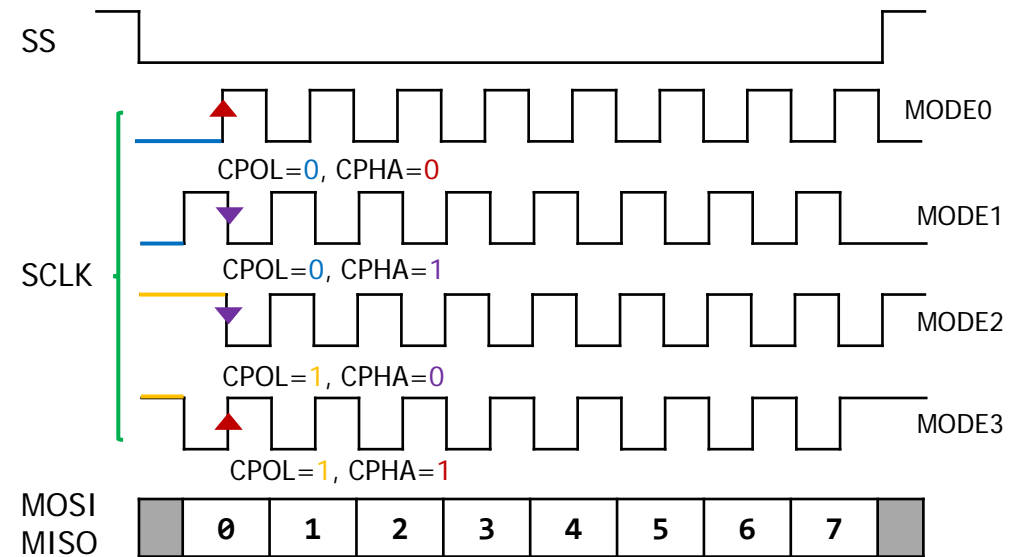 SS
MODE0
CPOL=0, CPHA=0
MODE1
SCLK
CPOL=0, CPHA=1
MODE2
CPOL=1, CPHA=0
MODE3
CPOL=1, CPHA=1
MOSI
MISO
0 1 2 3 4 5 6 7